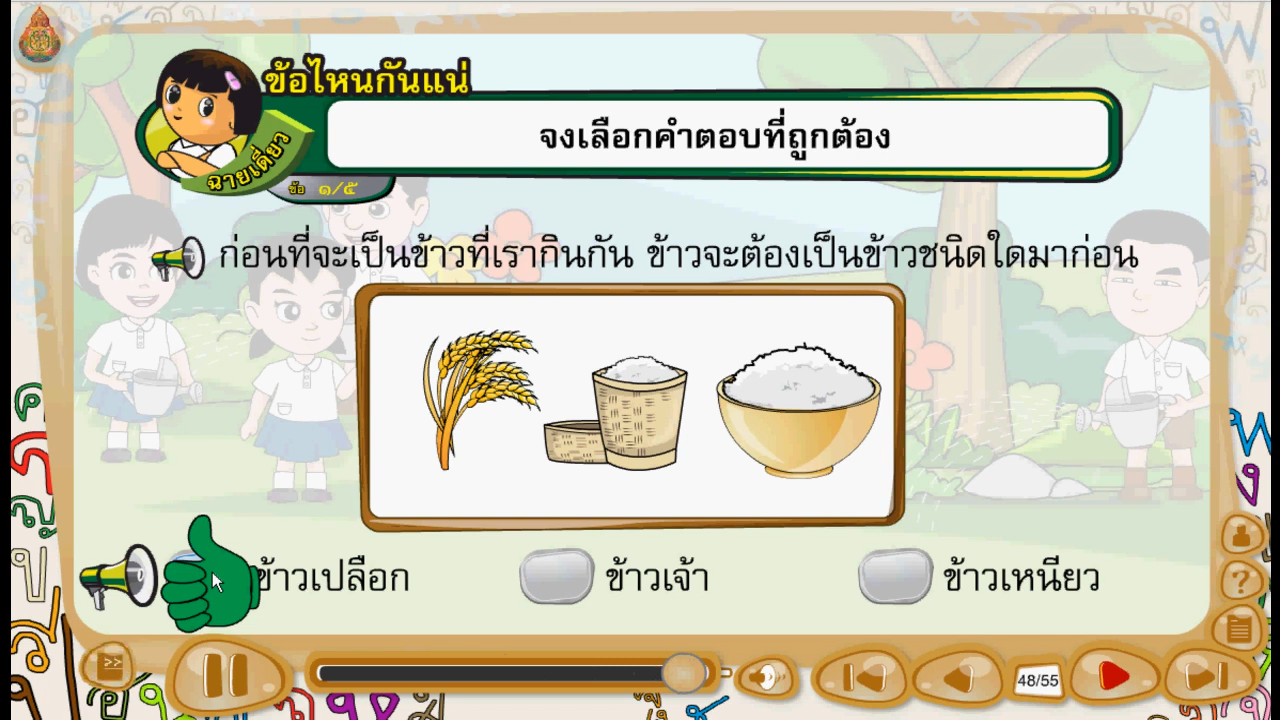 ข้อไหนกันแน่
จงเลือกคำตอบที่ถูกต้อง
ฉายเดี่ยว
ข้อ ๑/๕
ก่อนที่จะเป็นข้าวที่เรากินกัน ข้าวจะต้องเป็นข้าวชนิดใดมาก่อน
ข้าวเปลือก
ข้าวเจ้า
ข้าวเหนียว
48/55